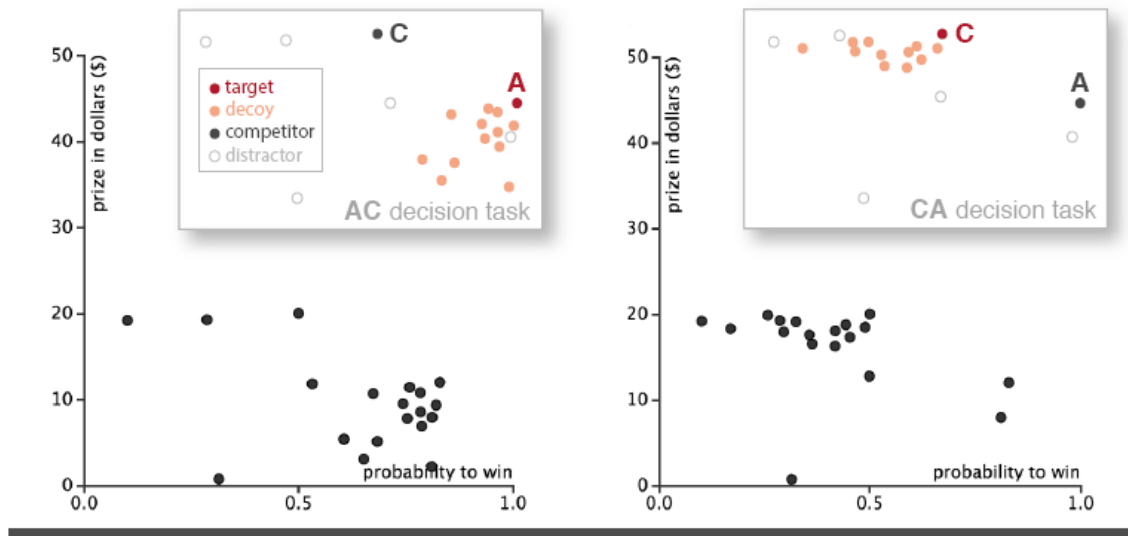 50
40
30
20
10
0
prize in dollars ($)
0.0
0.5
1.0
probability to win
C
A
target
decoy
competitor
distractor
AC decision task
50
40
30
20
10
0
prize in dollars ($)
0.0
0.5
1.0
probability to win
C
A
CA decision task